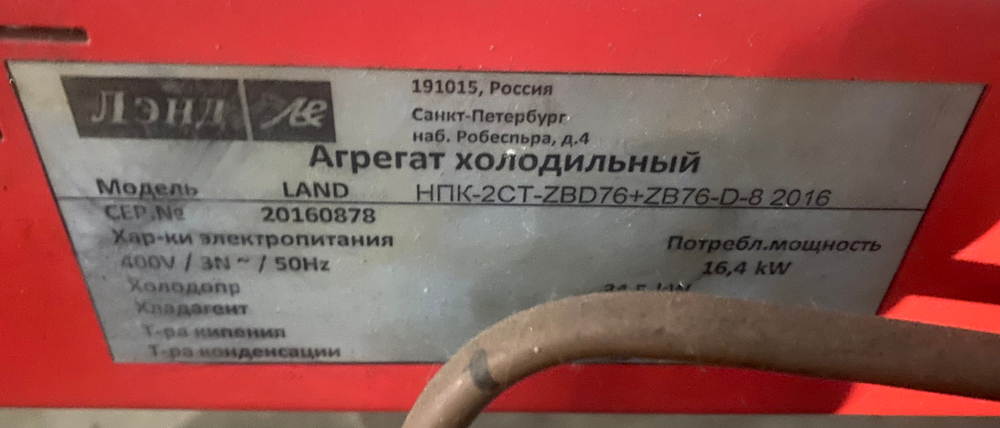 ЛЭНД
191015, Россия
Санкт-Петербург
наб. Робеспьра, д.4
Агрегат холодильный
Модель LAND НПК-2СТ-ZBD76+ZB76-D-8 2016
СЕР.№ 20160878
Хар-ки электропитания Потребл.мощность
400V / 3N ~ / 50Hz 16,4 kW
Холодопр
Хладагент
Т-ра кипения
Т-ра конденсации